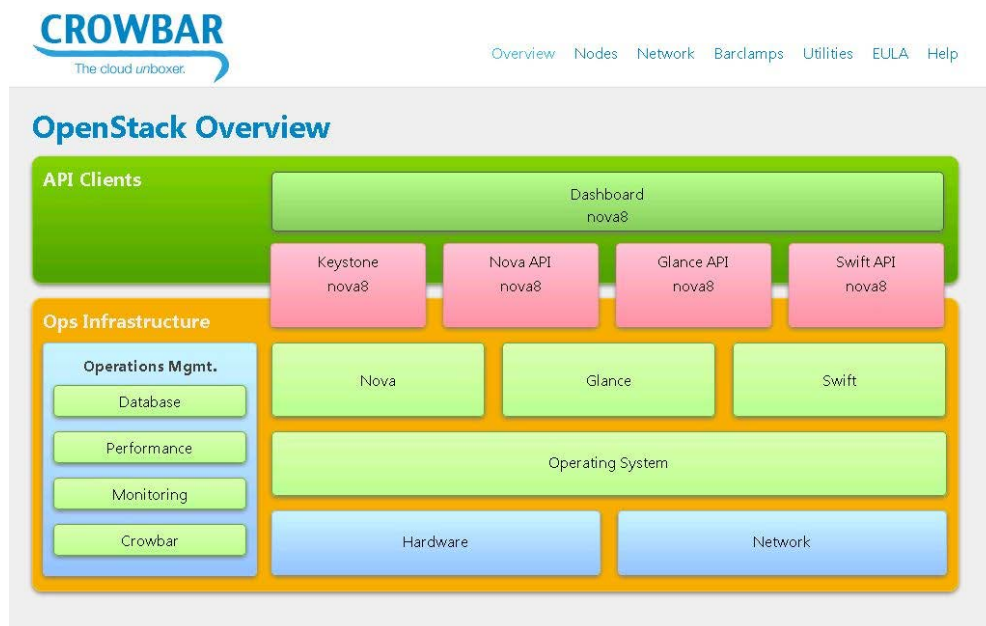 CROWBAR
The cloud unboxer.
Overview Nodes Network Barclamps Utilities EULA Help
OpenStack Overview
API Clients
Dashboard
nova8
Keystone
nova8
Nova API
nova8
Glance API
nova8
Swift API
nova8
Ops Infrastructure
Operations Mgmt.
Database
Performance
Monitoring
Crowbar
Nova
Glance
Swift
Operating System
Hardware
Network